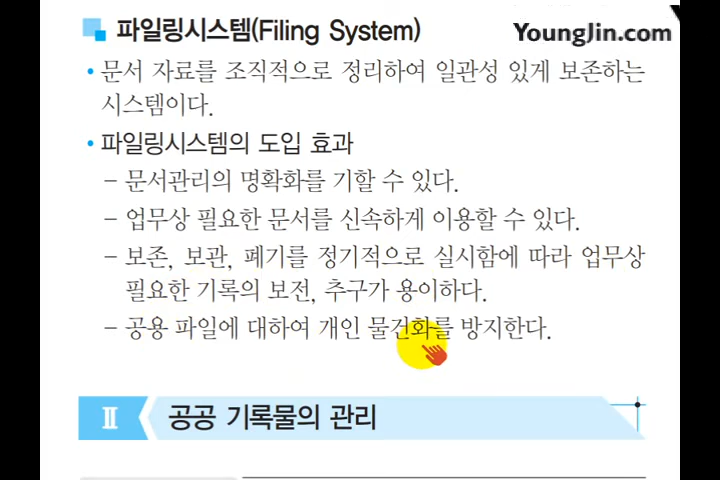 파일링시스템(Filing System)
YoungJin.com
• 문서 자료를 조직적으로 정리하여 일관성 있게 보존하는
시스템이다.
• 파일링시스템의 도입 효과
– 문서관리의 명확화를 기할 수 있다.
– 업무상 필요한 문서를 신속하게 이용할 수 있다.
– 보존, 보관, 폐기를 정기적으로 실시함에 따라 업무상
필요한 기록의 보전, 추구가 용이하다.
– 공용 파일에 대하여 개인 물건화를 방지한다.
Ⅱ 공공 기록물의 관리